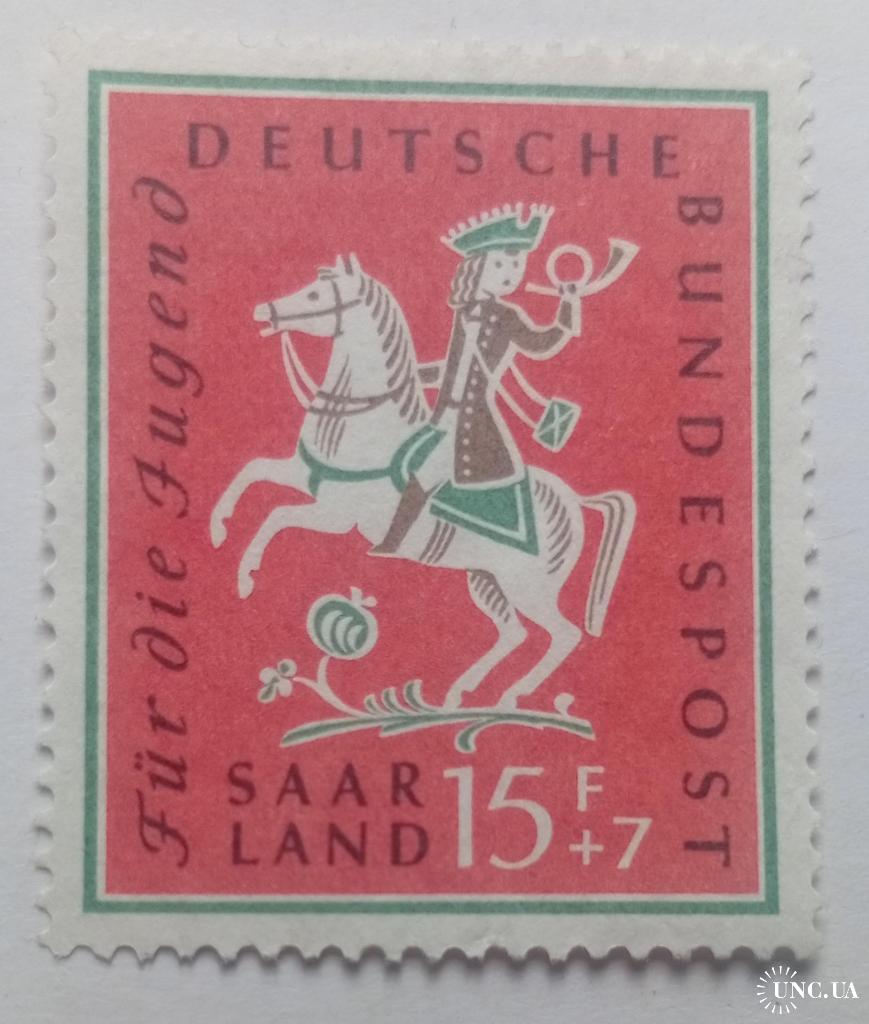 DEUTSCHE
BUNDESPOST
Für die Jugend
SAAR
LAND
15 F
+7
UNC.UA